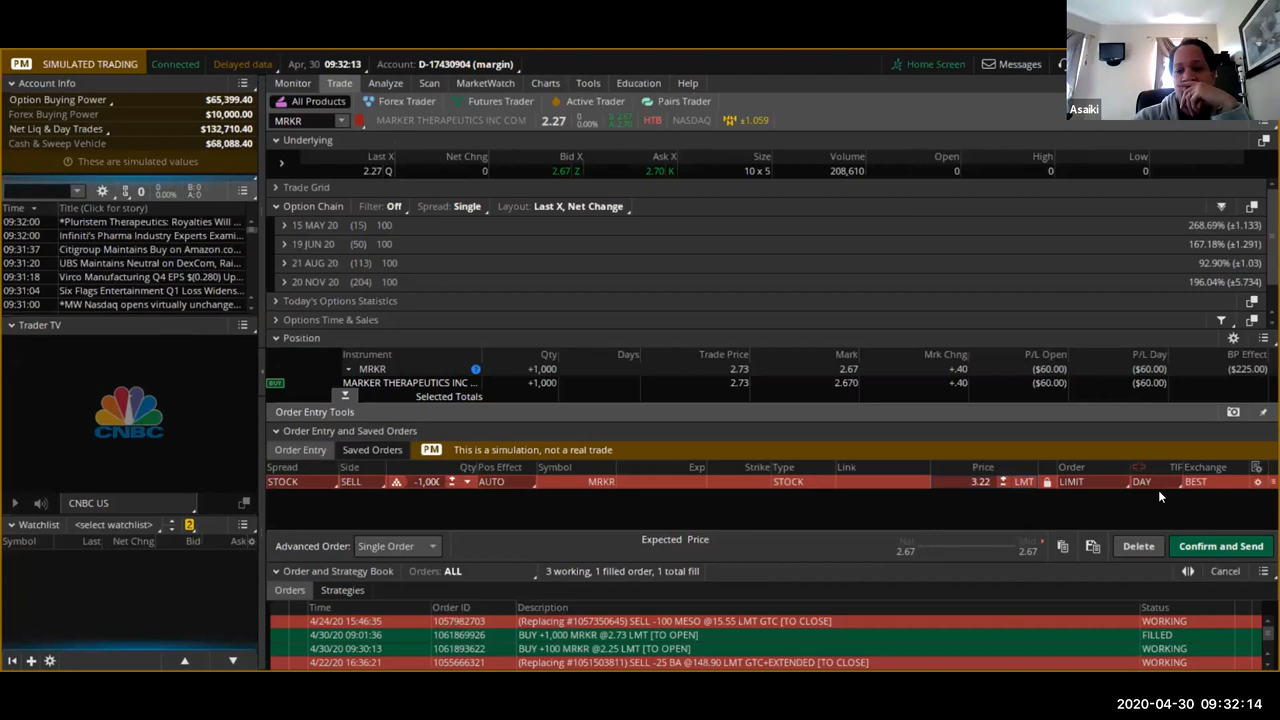 PM SIMULATED TRADING Connected Delayed data Apr, 30 09:32:13 Account: D-17430904 (margin) Home Screen Messages
Asaiki
Account Info
Option Buying Power $65,399.40
Forex Buying Power $10,000.00
Net Liq & Day Trades $132,710.40
Cash & Sweep Vehicle $68,088.40
These are simulated values
Monitor Trade Analyze Scan MarketWatch Charts Tools Education Help
All Products Forex Trader Futures Trader Active Trader Pairs Trader
MRKR MARKER THERAPEUTICS INC COM 2.27 0 0.00% B: 2.67 A: 2.70 HTB NASDAQ ±1.059
Underlying
Last X Net Chng Bid X Ask X Size Volume Open High Low
2.27 Q 0 2.67 Z 2.70 K 10 x 5 208,610 0 0 0
Trade Grid
Option Chain Filter: Off Spread: Single Layout: Last X, Net Change
15 MAY 20 (15) 100 268.69% (±1.133)
19 JUN 20 (50) 100 167.18% (±1.291)
21 AUG 20 (113) 100 92.90% (±1.03)
20 NOV 20 (204) 100 196.04% (±5.734)
Today's Options Statistics
Options Time & Sales
0 0 0.00% B: 0 A: 0
Time Title (Click for story)
09:32:00 *Pluristem Therapeutics: Royalties Will ...
09:32:00 Infiniti's Pharma Industry Experts Exami...
09:31:37 Citigroup Maintains Buy on Amazon.co...
09:31:20 UBS Maintains Neutral on DexCom, Rai...
09:31:18 Virco Manufacturing Q4 EPS $(0.280) Up...
09:31:04 Six Flags Entertainment Q1 Loss Widens...
09:31:00 *MW Nasdaq opens virtually unchange...
Trader TV
CNBC
CNBC US
Watchlist <select watchlist> 2
Symbol Last Net Chng Bid Ask
Position
Instrument Qty Days Trade Price Mark Mrk Chng P/L Open P/L Day BP Effect
MRKR ? +1,000 2.73 2.67 +.40 ($60.00) ($60.00) ($225.00)
BUY MARKER THERAPEUTICS INC ... +1,000 2.73 2.670 +.40 ($60.00) ($60.00)
Selected Totals
Order Entry Tools
Order Entry and Saved Orders
Order Entry Saved Orders PM This is a simulation, not a real trade
Spread Side Qty Pos Effect Symbol Exp Strike Type Link Price Order TIF Exchange
STOCK SELL -1,00 AUTO MRKR STOCK 3.22 LMT LIMIT DAY BEST
Advanced Order: Single Order Expected Price Nat 2.67 Mid 2.67 Delete Confirm and Send
Order and Strategy Book Orders: ALL 3 working, 1 filled order, 1 total fill Cancel
Orders Strategies
Time Order ID Description Status
4/24/20 15:46:35 1057982703 (Replacing #1057350645) SELL -100 MESO @15.55 LMT GTC [TO CLOSE] WORKING
4/30/20 09:01:36 1061869926 BUY +1,000 MRKR @2.73 LMT [TO OPEN] FILLED
4/30/20 09:30:13 1061893622 BUY +100 MRKR @2.25 LMT [TO OPEN] WORKING
4/22/20 16:36:21 1055666321 (Replacing #1051503811) SELL -25 BA @148.90 LMT GTC+EXTENDED [TO CLOSE] WORKING
2020-04-30 09:32:14